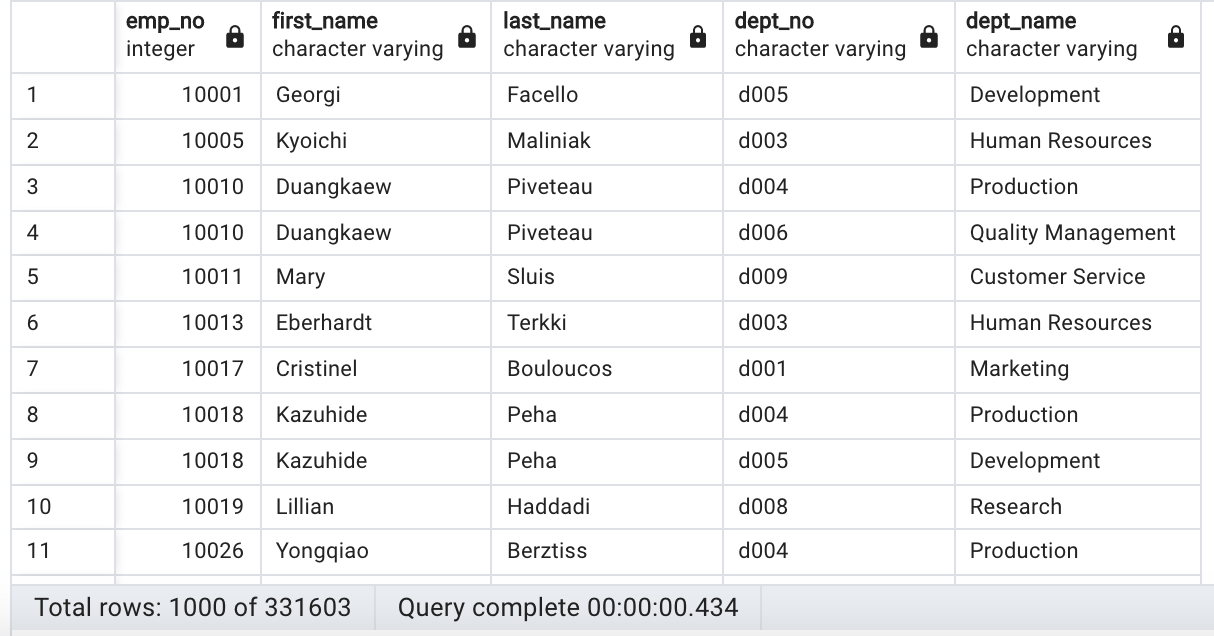 emp_no first_name last_name dept_no dept_name
integer character varying character varying character varying character varying
1 10001 Georgi Facello d005 Development
2 10005 Kyoichi Maliniak d003 Human Resources
3 10010 Duangkaew Piveteau d004 Production
4 10010 Duangkaew Piveteau d006 Quality Management
5 10011 Mary Sluis d009 Customer Service
6 10013 Eberhardt Terkki d003 Human Resources
7 10017 Cristinel Bouloucos d001 Marketing
8 10018 Kazuhide Peha d004 Production
9 10018 Kazuhide Peha d005 Development
10 10019 Lillian Haddadi d008 Research
11 10026 Yongqiao Berztiss d004 Production
Total rows: 1000 of 331603 Query complete 00:00:00.434